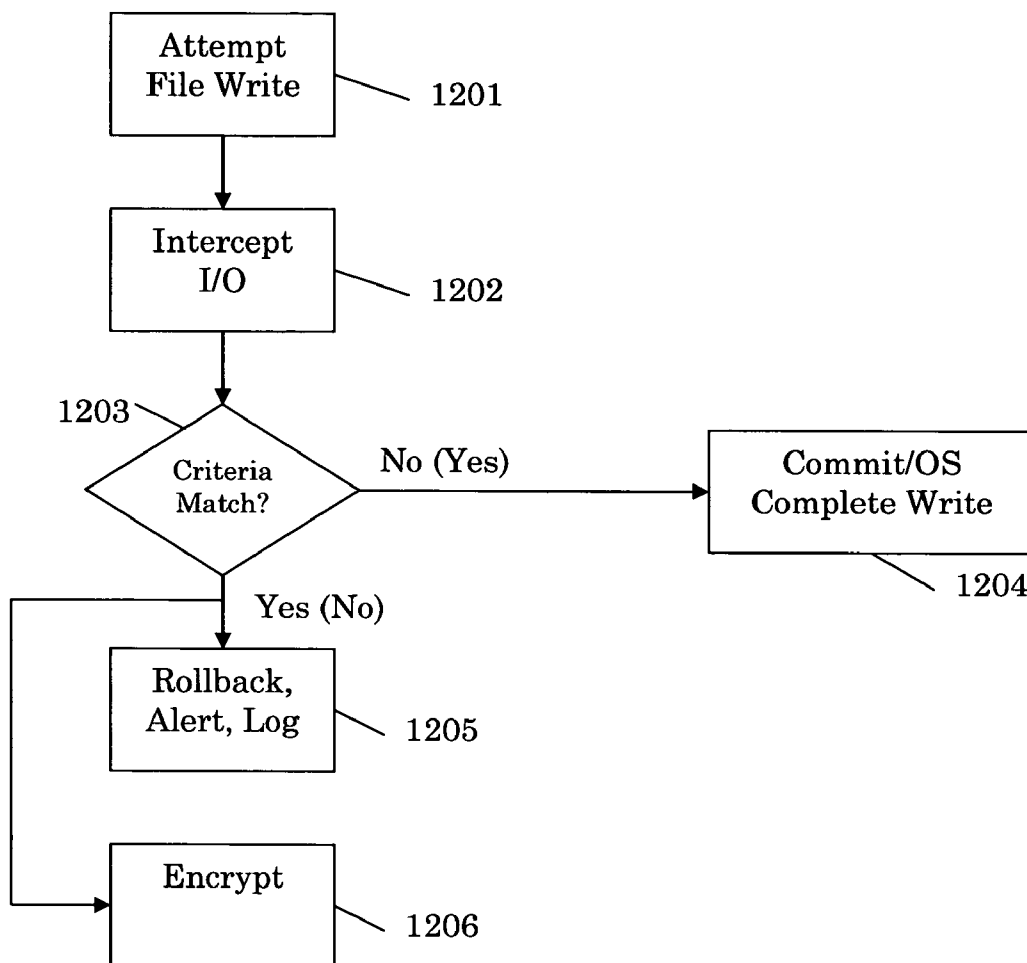 Attempt
File Write
1201
Intercept
I/O
1202
1203
Criteria
Match?
No (Yes)
Commit/OS
Complete Write
1204
Yes (No)
Rollback,
Alert, Log
1205
Encrypt
1206